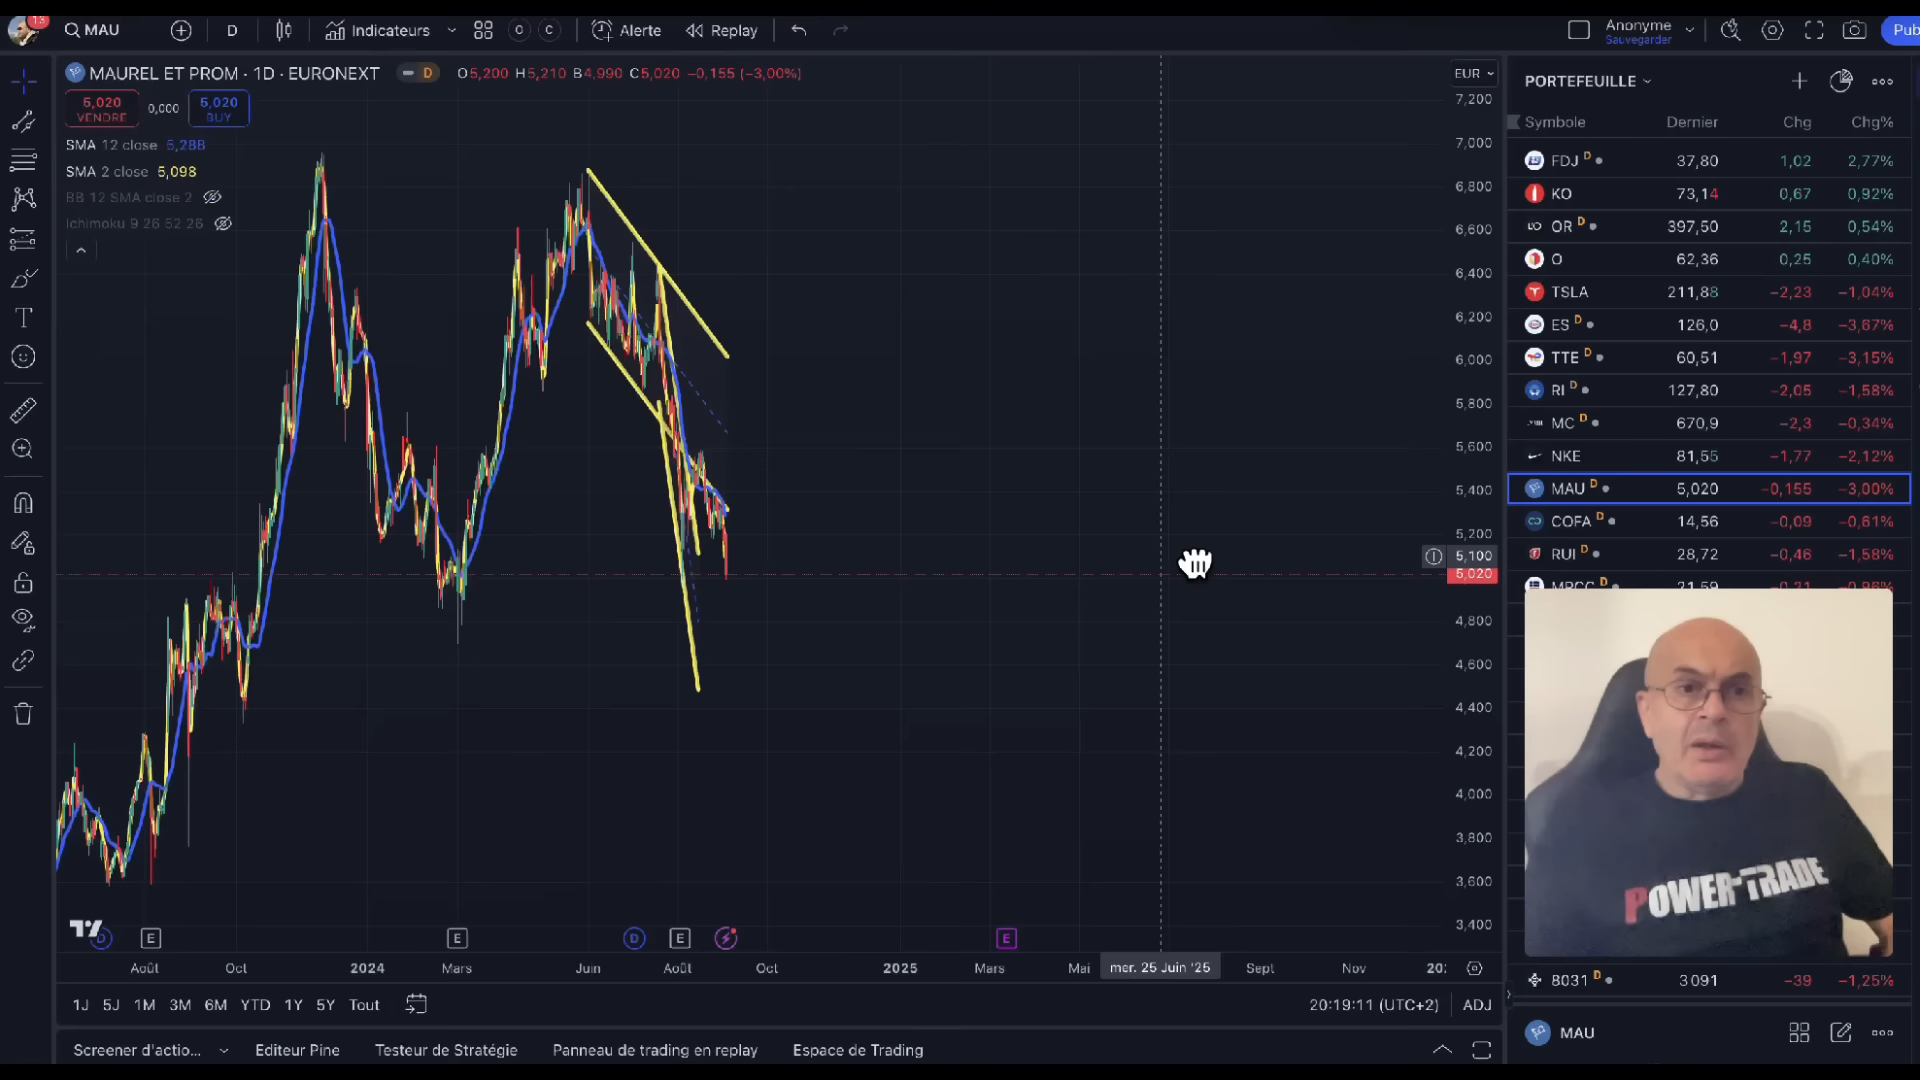 13
MAU
D
Indicateurs
O
C
Alerte
Replay
Anonyme
Sauvegarder
Pub
MAUREL ET PROM · 1D · EURONEXT
D
O5,200 H5,210 B4,990 C5,020 −0,155 (−3,00%)
EUR
5,020
VENDRE
0,000
5,020
BUY
SMA 12 close 5,288
SMA 2 close 5,098
BB 12 SMA close 2
Ichimoku 9 26 52 26
7,200
7,000
6,800
6,600
6,400
6,200
6,000
5,800
5,600
5,400
5,200
5,100
5,020
4,800
4,600
4,400
4,200
4,000
3,800
3,600
3,400
D
E
E
D
E
E
Août
Oct
2024
Mars
Juin
Août
Oct
2025
Mars
Mai
mer. 25 Juin '25
Sept
Nov
1J 5J 1M 3M 6M YTD 1Y 5Y Tout
20:19:11 (UTC+2)
ADJ
Screener d'actio...
Editeur Pine
Testeur de Stratégie
Panneau de trading en replay
Espace de Trading
PORTEFEUILLE
Symbole Dernier Chg Chg%
FDJ D 37,80 1,02 2,77%
KO 73,14 0,67 0,92%
OR D 397,50 2,15 0,54%
O 62,36 0,25 0,40%
TSLA 211,88 −2,23 −1,04%
ES D 126,0 −4,8 −3,67%
TTE D 60,51 −1,97 −3,15%
RI D 127,80 −2,05 −1,58%
MC D 670,9 −2,3 −0,34%
NKE 81,55 −1,77 −2,12%
MAU D 5,020 −0,155 −3,00%
COFA D 14,56 −0,09 −0,61%
RUI D 28,72 −0,46 −1,58%
POWER-TRADE
8031 D 3 091 −39 −1,25%
MAU